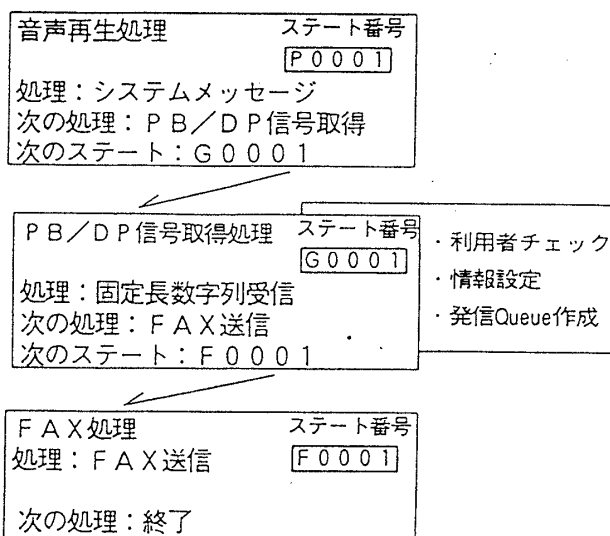 音声再生処理 ステート番号
P0001
処理：システムメッセージ
次の処理：ＰＢ／ＤＰ信号取得
次のステート：Ｇ０００１
ＰＢ／ＤＰ信号取得処理 ステート番号
G0001
処理：固定長数字列受信
次の処理：ＦＡＸ送信
次のステート：Ｆ０００１
・利用者チェック
・情報設定
・発信Queue作成
ＦＡＸ処理 ステート番号
処理：ＦＡＸ送信 F0001
次の処理：終了